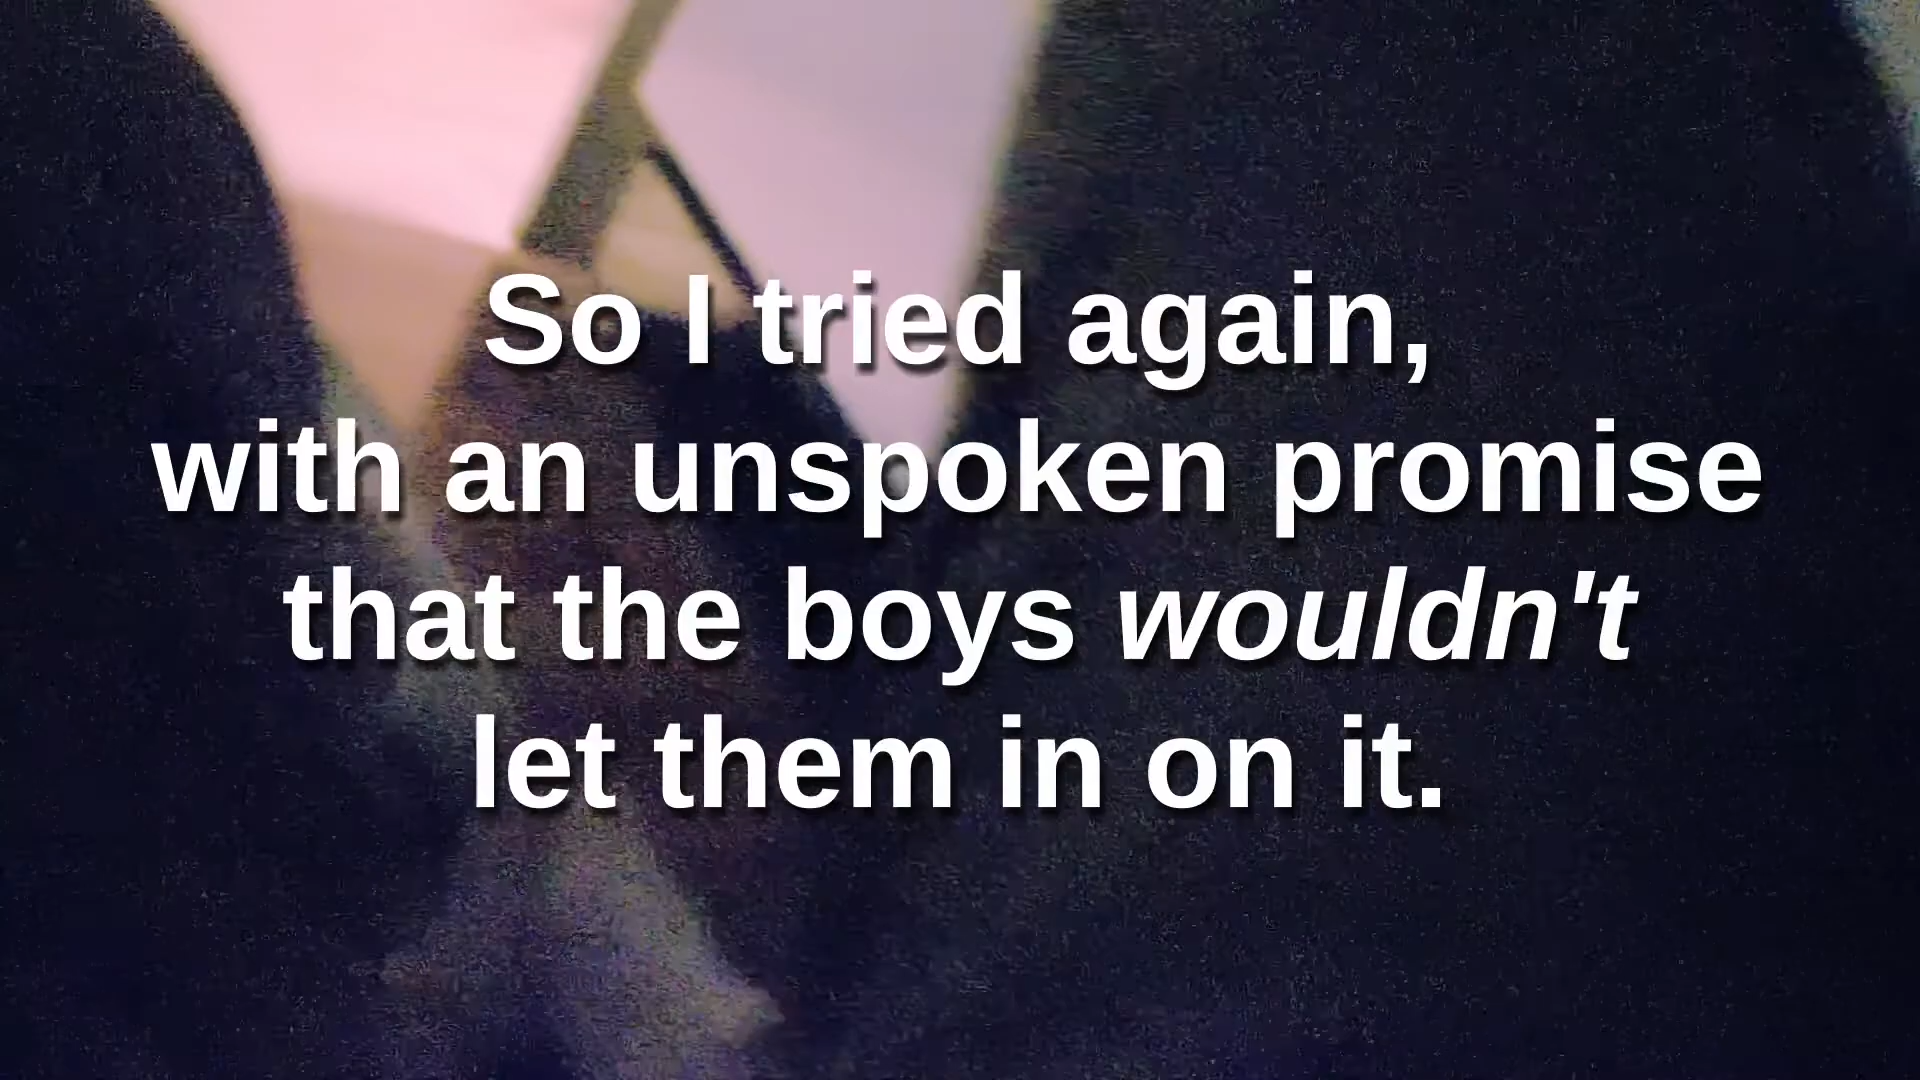 So I tried again,
with an unspoken promise
that the boys wouldn't
let them in on it.